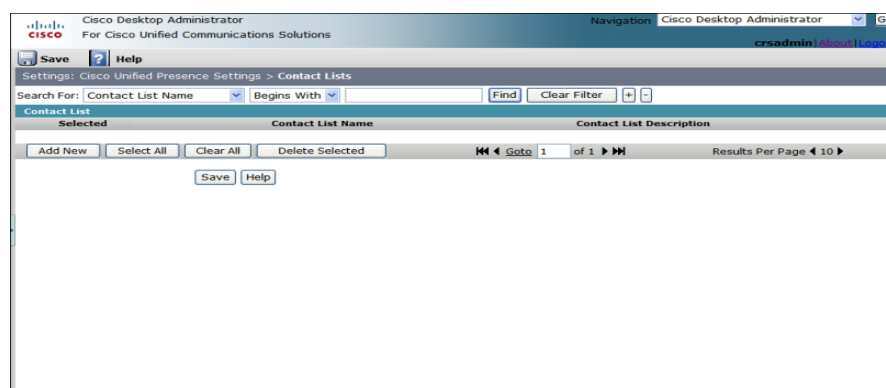 Cisco Desktop Administrator
Navigation Cisco Desktop Administrator
CISCO For Cisco Unified Communications Solutions
crsadmin|About|Logo
Save ? Help
Settings: Cisco Unified Presence Settings > Contact Lists
Search For: Contact List Name Begins With Find Clear Filter + -
Contact List
Selected Contact List Name Contact List Description
Add New Select All Clear All Delete Selected Goto 1 of 1 Results Per Page 10
Save Help